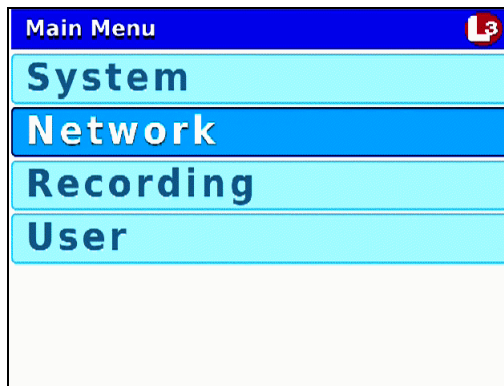 Main Menu
L3
System
Network
Recording
User